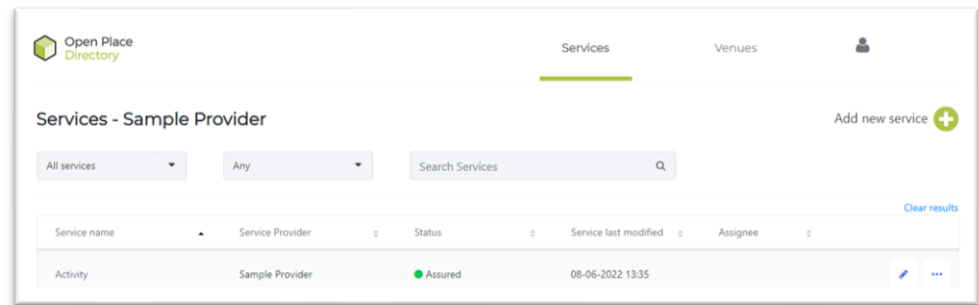 Open Place
Directory
Services
Venues
Services - Sample Provider
Add new service
All services
Any
Search Services
Clear results
Service name Service Provider Status Service last modified Assignee
Activity Sample Provider Assured 08-06-2022 13:35